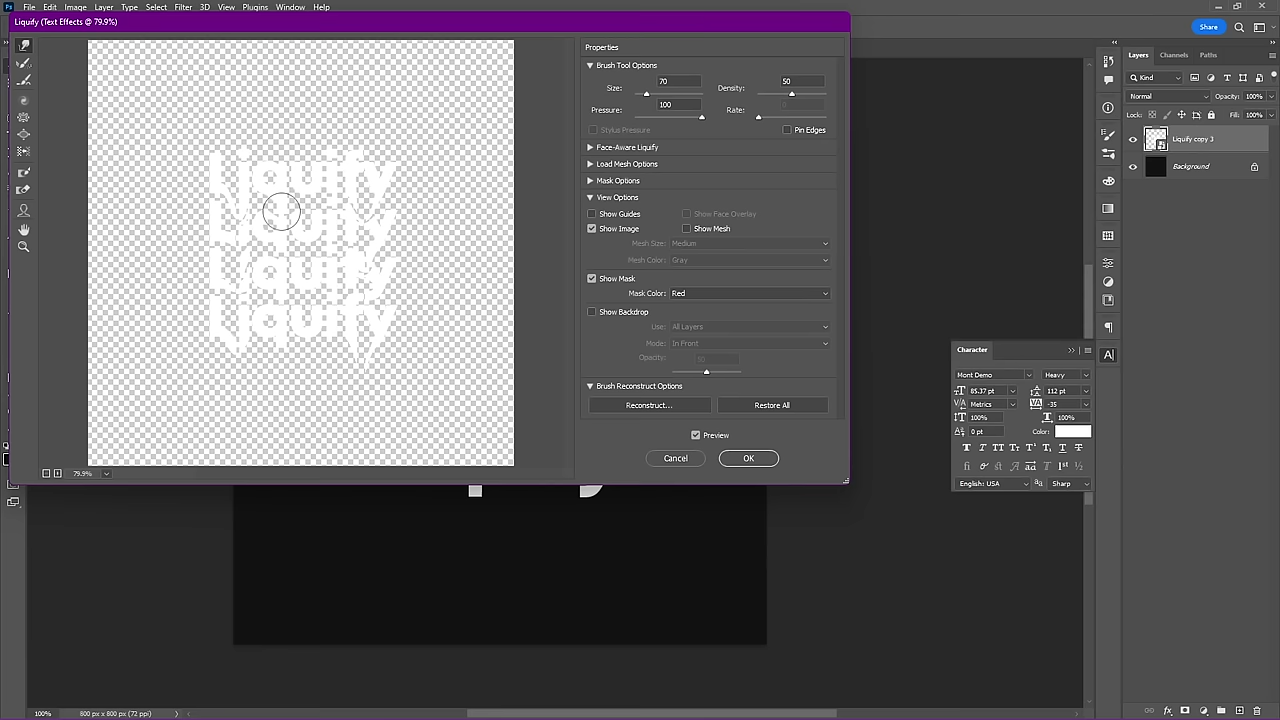 Ps File Edit Image Layer Type Select Filter 3D View Plugins Window Help
Liquify (Text Effects @ 79.9%)
Share
Properties
Brush Tool Options
Size: 70 Density: 50
Pressure: 100 Rate:
Stylus Pressure Pin Edges
Face-Aware Liquify
Load Mesh Options
Mask Options
View Options
Show Guides Show Face Overlay
Show Image Show Mesh
Mesh Size: Medium
Mesh Color: Gray
Show Mask
Mask Color: Red
Show Backdrop
Use: All Layers
Mode: In Front
Opacity: 50
Brush Reconstruct Options
Reconstruct... Restore All
Preview
Cancel OK
79.9%
Liquify
Liquify
Liquify
Liquify
Layers Channels Paths
Kind
Normal Opacity: 100%
Lock: Fill: 100%
Liquify copy 3
Background
Character
Mont Demo Heavy
85.37 pt 112 pt
Metrics -35
100% 100%
0 pt Color:
English: USA Sharp
100% 800 px x 800 px (72 ppi)